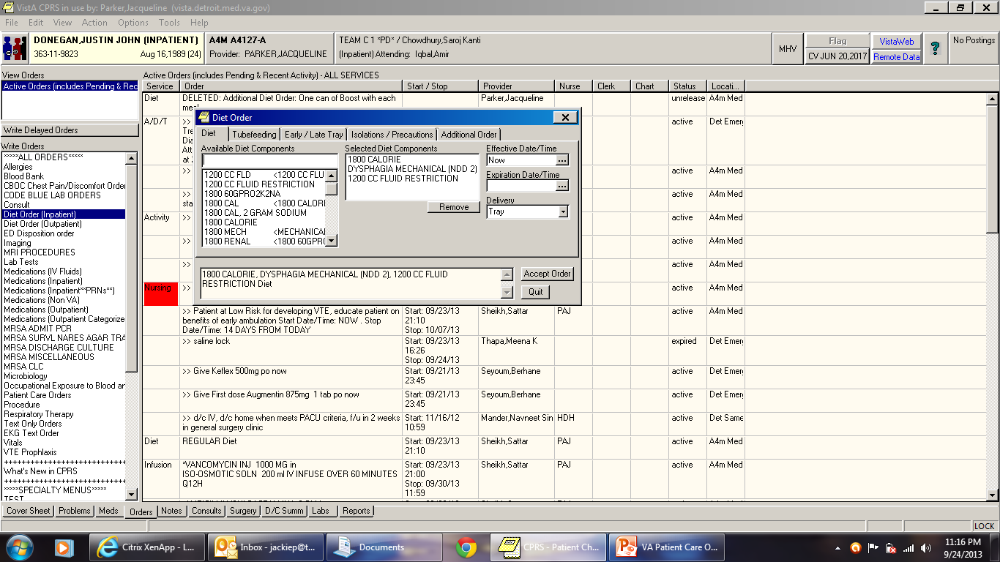 VistA CPRS in use by: Parker,Jacqueline (vista.detroit.med.va.gov)
File Edit View Action Options Tools Help
DONEGAN,JUSTIN JOHN (INPATIENT)
363-11-9823 Aug 16,1989 (24)
A4M A4127-A
Provider: PARKER,JACQUELINE
TEAM C 1 *PD* / Chowdhury,Saroj Kanti
(Inpatient) Attending: Iqbal,Amir
MHV
Flag
CV JUN 20,2017
VistaWeb
Remote Data
?
No Postings
View Orders
Active Orders (includes Pending & Rec
Write Delayed Orders
Write Orders
*****ALL ORDERS*****
Allergies
Blood Bank
CBOC Chest Pain/Discomfort Order
CODE BLUE LAB ORDERS
Consult
Diet Order (Inpatient)
Diet Order (Outpatient)
ED Disposition order
Imaging
MRI PROCEDURES
Lab Tests
Medications (IV Fluids)
Medications (Inpatient)
Medications (Inpatient**PRNs**)
Medications (Non VA)
Medications (Outpatient)
Medications (Outpatient Categorize
MRSA ADMIT PCR
MRSA SURVL NARES AGAR TRA
MRSA DISCHARGE CULTURE
MRSA MISCELLANEOUS
MRSA CLC
Microbiology
Occupational Exposure to Blood an
Patient Care Orders
Procedure
Respiratory Therapy
Text Only Orders
EKG Text Order
Vitals
VTE Prophlaxis
++++++++++++++++++++++++++++
What's New in CPRS
++++++++++++++++++++++++++++
*****SPECIALTY MENUS*****
TEST
Active Orders (includes Pending & Recent Activity) - ALL SERVICES
Service Order Start / Stop Provider Nurse Clerk Chart Status Locati...
Diet DELETED: Additional Diet Order: One can of Boost with each Parker,Jacqueline unrelease A4m Med
meal
A/D/T >> active Det Emerg
Tre
Dia
Att
at 2
>> active A4m Med
>> active A4m Med
sta
Activity >> active A4m Med
>> active A4m Med
>> active A4m Med
Nursing >> active A4m Med
>> Patient at Low Risk for developing VTE, educate patient on Start: 09/23/13 Sheikh,Sattar PAJ active A4m Med
benefits of early ambulation Start Date/Time: NOW . Stop 21:10
Date/Time: 14 DAYS FROM TODAY Stop: 10/07/13
>> saline lock Start: 09/23/13 Thapa,Meena K expired Det Emerg
16:26
Stop: 09/24/13
>> Give Keflex 500mg po now Start: 09/21/13 Seyoum,Berhane active Det Emerg
23:45
>> Give First dose Augmentin 875mg 1 tab po now Start: 09/21/13 Seyoum,Berhane active Det Emerg
23:45
>> d/c IV, d/c home when meets PACU criteria, f/u in 2 weeks Start: 11/16/12 Mander,Navneet Sin HDH active Det Same
in general surgery clinic 10:59
Diet REGULAR Diet Start: 09/23/13 Sheikh,Sattar PAJ active A4m Med
21:10
Infusion *VANCOMYCIN INJ 1000 MG in Start: 09/23/13 Sheikh,Sattar PAJ active A4m Med
ISO-OSMOTIC SOLN 200 ml IV INFUSE OVER 60 MINUTES 21:00
Q12H Stop: 09/30/13
11:59
Diet Order
Diet Tubefeeding Early / Late Tray Isolations / Precautions Additional Order
Available Diet Components
1200 CC FLD <1200 CC FLU
1200 CC FLUID RESTRICTION
1800 60GPRO2K2NA
1800 CAL <1800 CALORI
1800 CAL, 2 GRAM SODIUM
1800 CALORIE
1800 MECH <MECHANICA
1800 RENAL <1800 60GPRO
Selected Diet Components
1800 CALORIE
DYSPHAGIA MECHANICAL (NDD 2)
1200 CC FLUID RESTRICTION
Remove
Effective Date/Time
Now ...
Expiration Date/Time
...
Delivery
Tray
1800 CALORIE, DYSPHAGIA MECHANICAL (NDD 2), 1200 CC FLUID
RESTRICTION Diet
Accept Order
Quit
Cover Sheet Problems Meds Orders Notes Consults Surgery D/C Summ Labs Reports
LOCK
Citrix XenApp - L...
Inbox - jackiep@t...
Documents
CPRS - Patient Ch...
VA Patient Care O...
11:16 PM
9/24/2013